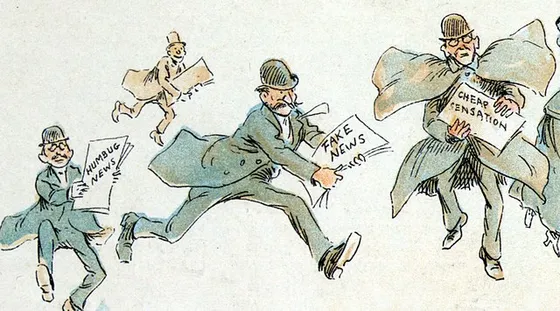 HUMBUG
NEWS
FAKE
NEWS
CHEAP
SENSATION